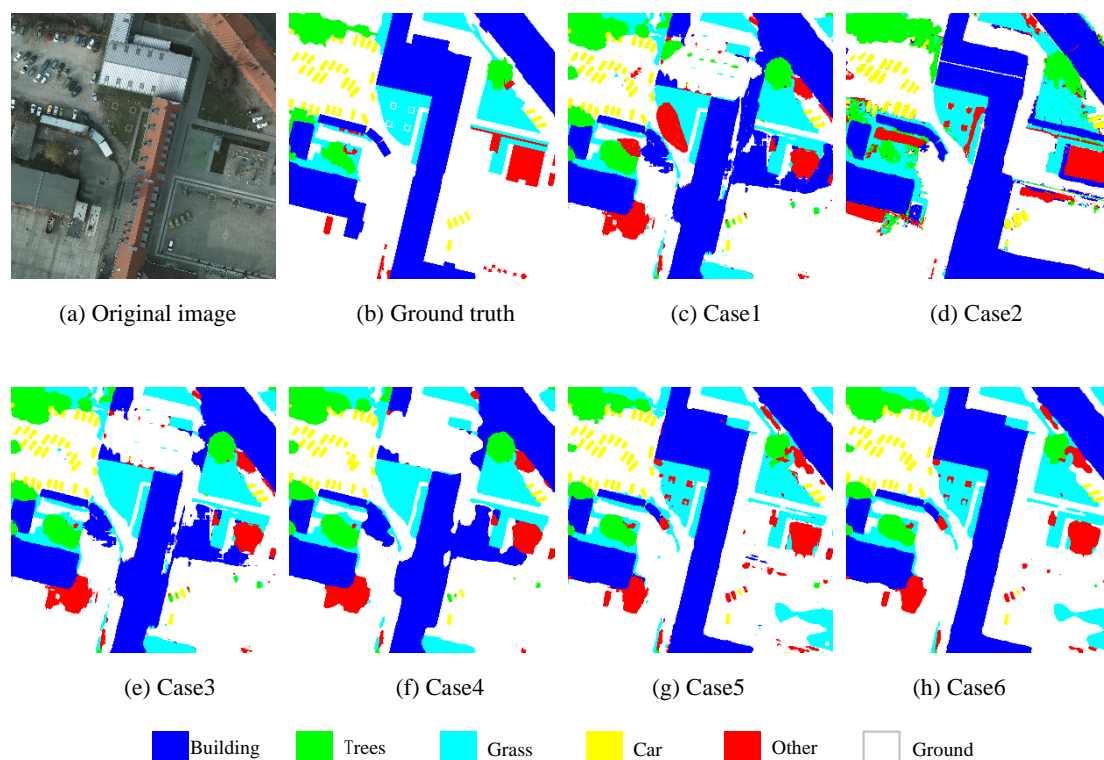 (a) Original image
(b) Ground truth
(c) Case1
(d) Case2
(e) Case3
(f) Case4
(g) Case5
(h) Case6
Building
Trees
Grass
Car
Other
Ground